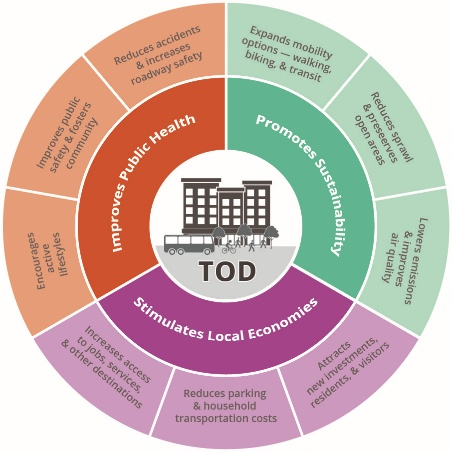 TOD
Improves Public Health
Promotes Sustainability
Stimulates Local Economies
Reduces accidents
& increases
roadway safety
Expands mobility
options — walking,
biking, & transit
Reduces sprawl
& preserves
open areas
Lowers emissions
& improves
air quality
Attracts
new investments,
residents, & visitors
Reduces parking
& household
transportation costs
Increases access
to jobs, services,
& other destinations
Encourages
active
lifestyles
Improves public
safety & fosters
community